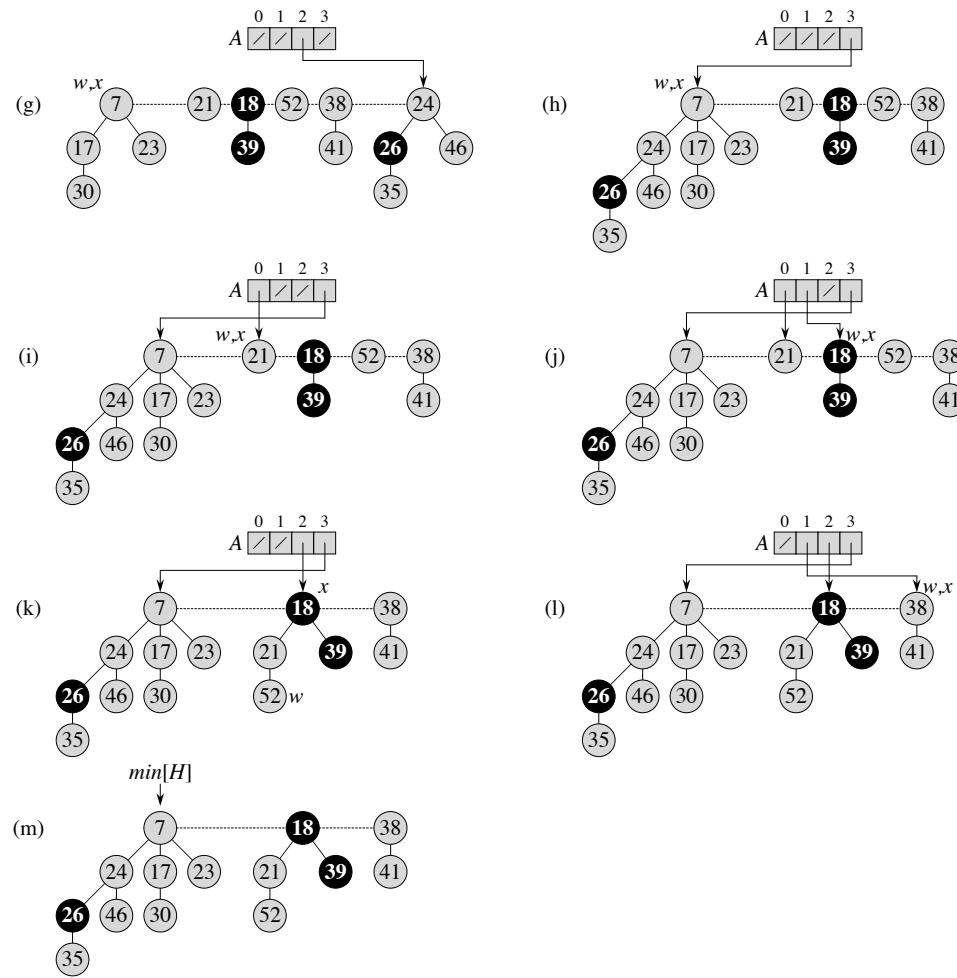 0 1 2 3
A
w,x
(g) 7 21 18 52 38 24
17 23 39 41 26 46
30 35
0 1 2 3
A
w,x
(h) 7 21 18 52 38
24 17 23 39 41
26 46 30
35
0 1 2 3
A
w,x
(i) 7 21 18 52 38
24 17 23 39 41
26 46 30
35
0 1 2 3
A
w,x
(j) 7 21 18 52 38
24 17 23 39 41
26 46 30
35
0 1 2 3
A
x
(k) 7 18 38
24 17 23 21 39 41
26 46 30 52 w
35
0 1 2 3
A
w,x
(l) 7 18 38
24 17 23 21 39 41
26 46 30 52
35
min[H]
(m) 7 18 38
24 17 23 21 39 41
26 46 30 52
35